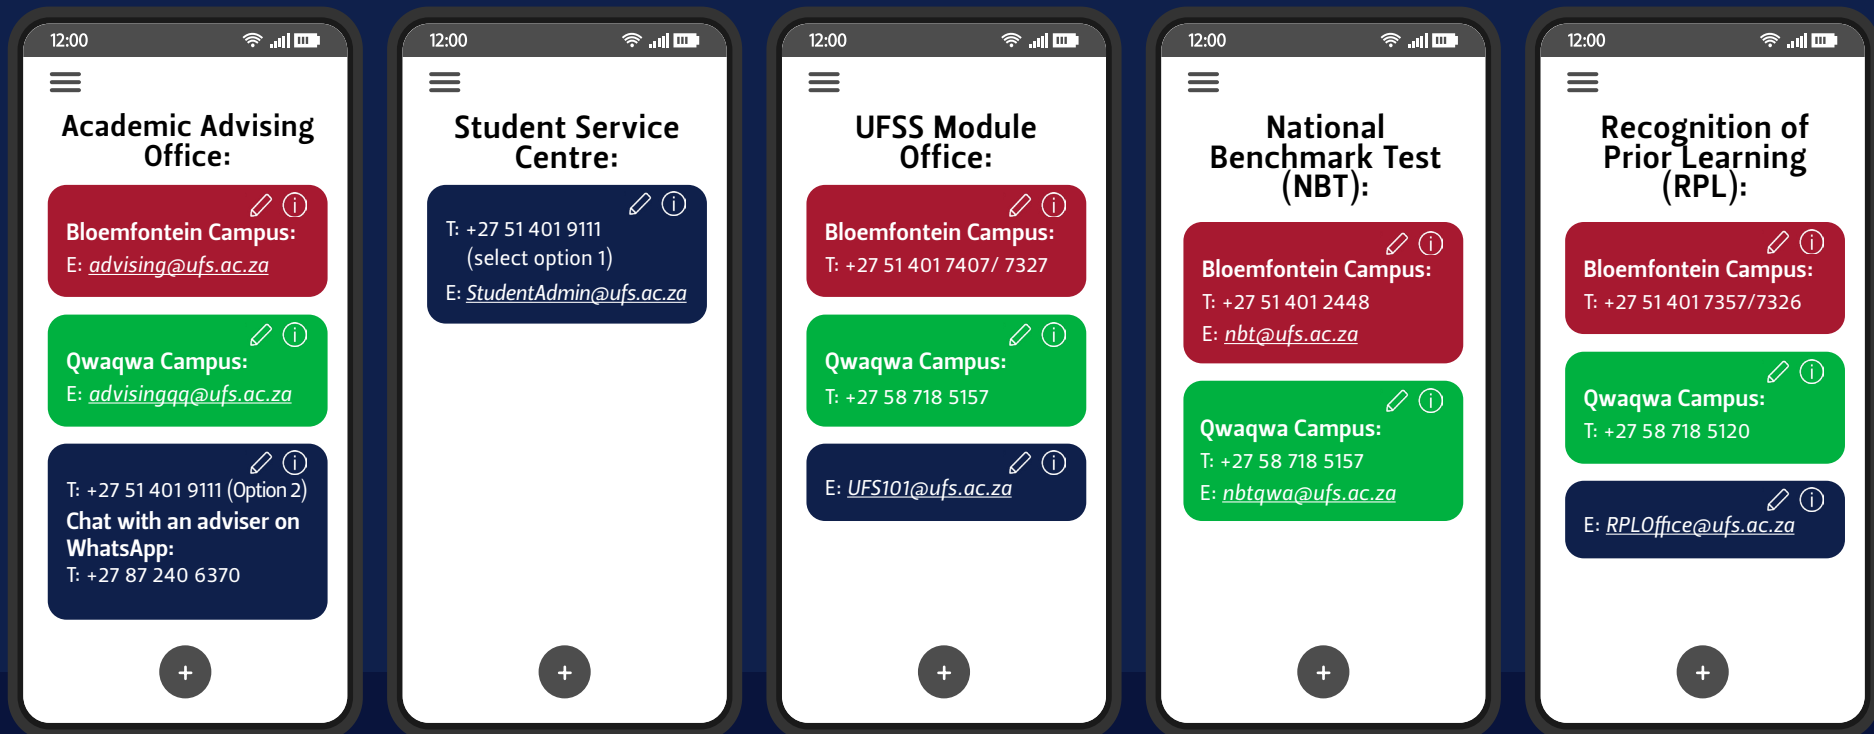 12:00
Academic Advising
Office:
Bloemfontein Campus:
E: advising@ufs.ac.za
Qwaqwa Campus:
E: advisingqq@ufs.ac.za
T: +27 51 401 9111 (Option 2)
Chat with an adviser on
WhatsApp:
T: +27 87 240 6370
+
12:00
Student Service
Centre:
T: +27 51 401 9111
(select option 1)
E: StudentAdmin@ufs.ac.za
+
12:00
UFSS Module
Office:
Bloemfontein Campus:
T: +27 51 401 7407/ 7327
Qwaqwa Campus:
T: +27 58 718 5157
E: UFS101@ufs.ac.za
+
12:00
National
Benchmark Test
(NBT):
Bloemfontein Campus:
T: +27 51 401 2448
E: nbt@ufs.ac.za
Qwaqwa Campus:
T: +27 58 718 5157
E: nbtqwa@ufs.ac.za
+
12:00
Recognition of
Prior Learning
(RPL):
Bloemfontein Campus:
T: +27 51 401 7357/7326
Qwaqwa Campus:
T: +27 58 718 5120
E: RPLOffice@ufs.ac.za
+